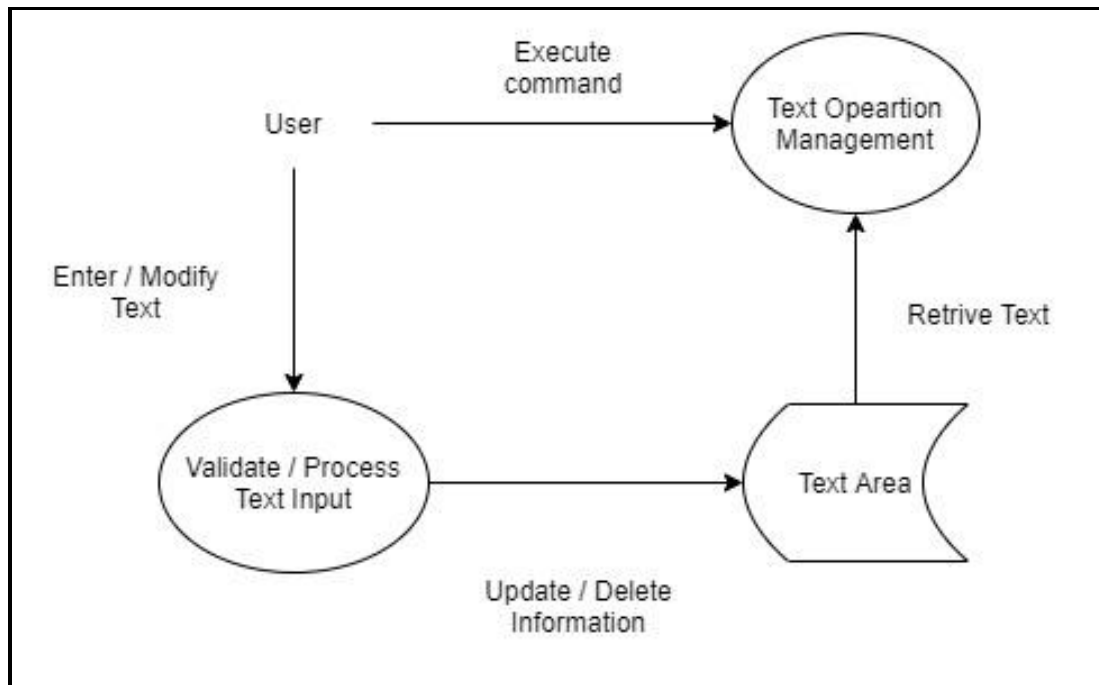 Execute
command
User
Text Opeartion
Management
Enter / Modify
Text
Retrive Text
Validate / Process
Text Input
Text Area
Update / Delete
Information